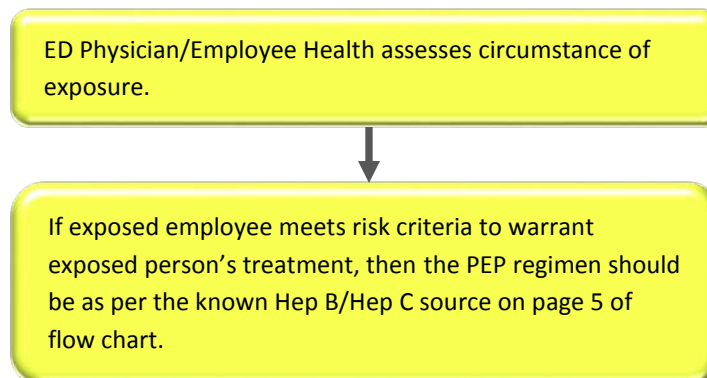 ED Physician/Employee Health assesses circumstance of
exposure.
If exposed employee meets risk criteria to warrant
exposed person’s treatment, then the PEP regimen should
be as per the known Hep B/Hep C source on page 5 of
flow chart.